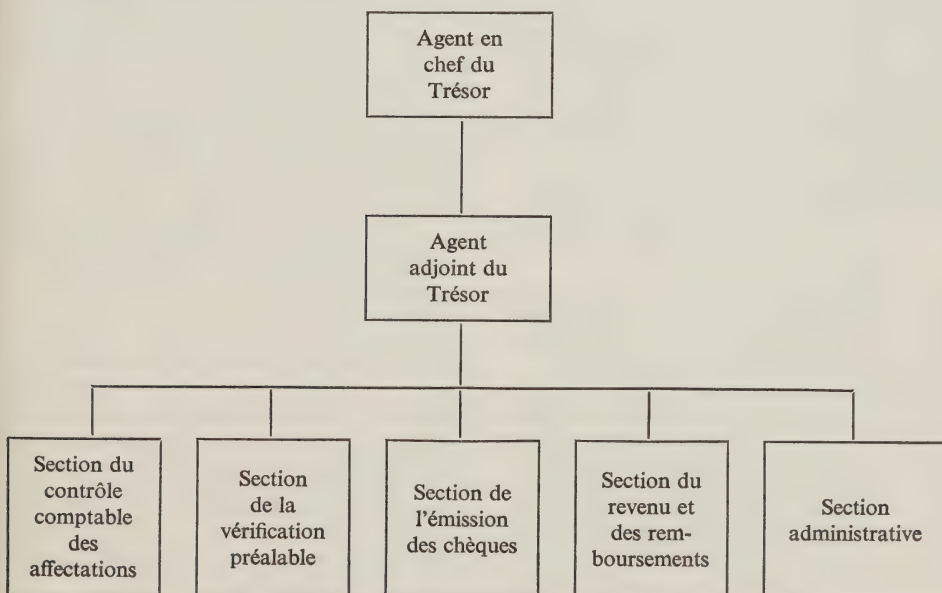 Agent en
chef du
Trésor
Agent
adjoint du
Trésor
Section du
contrôle
comptable
des
affectations
Section
de la
vérification
préalable
Section de
l'émission
des chèques
Section du
revenu et
des rem-
boursements
Section
administrative